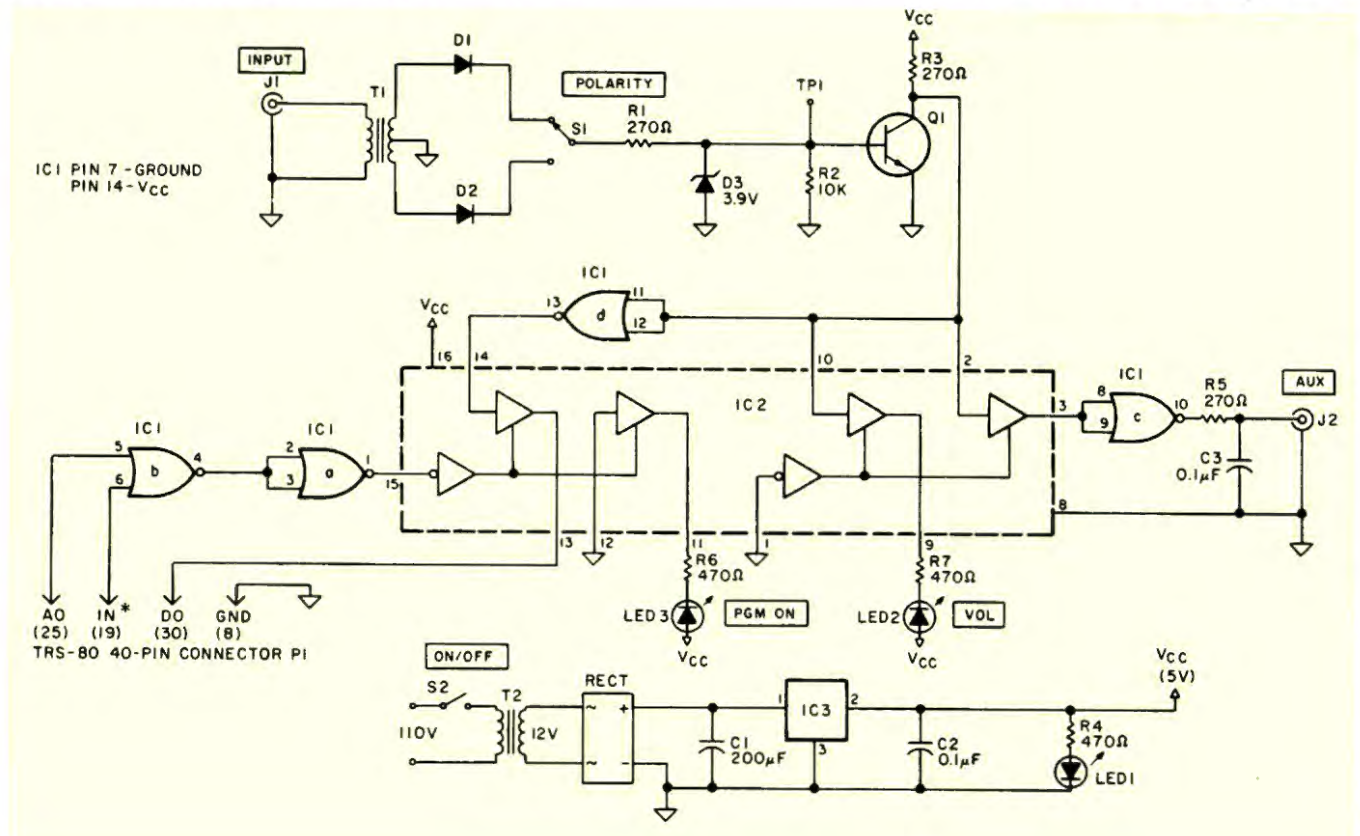 VCC
D1
R3
270Ω
INPUT
J1
POLARITY
TP1
T1
R1
270Ω
S1
Q1
IC1 PIN 7 - GROUND
PIN 14 - VCC
D2
D3
3.9V
R2
10K
IC1
VCC
13
11
d
12
16
14
10
2
IC1
AUX
IC2
8
R5
270Ω
3
c
10
J2
9
IC1
IC1
5
2
b
4
a
1
C3
0.1µF
6
3
15
8
13
12
11
1
9
R6
470Ω
R7
470Ω
A0
IN*
D0
GND
LED3
PGM ON
LED2
VOL
(25)
(19)
(30)
(8)
TRS-80 40-PIN CONNECTOR P1
VCC
VCC
ON/OFF
VCC
(5V)
RECT
S2
T2
~
+
1
IC3
2
R4
470Ω
110V
12V
C1
200µF
3
C2
0.1µF
~
-
LED1